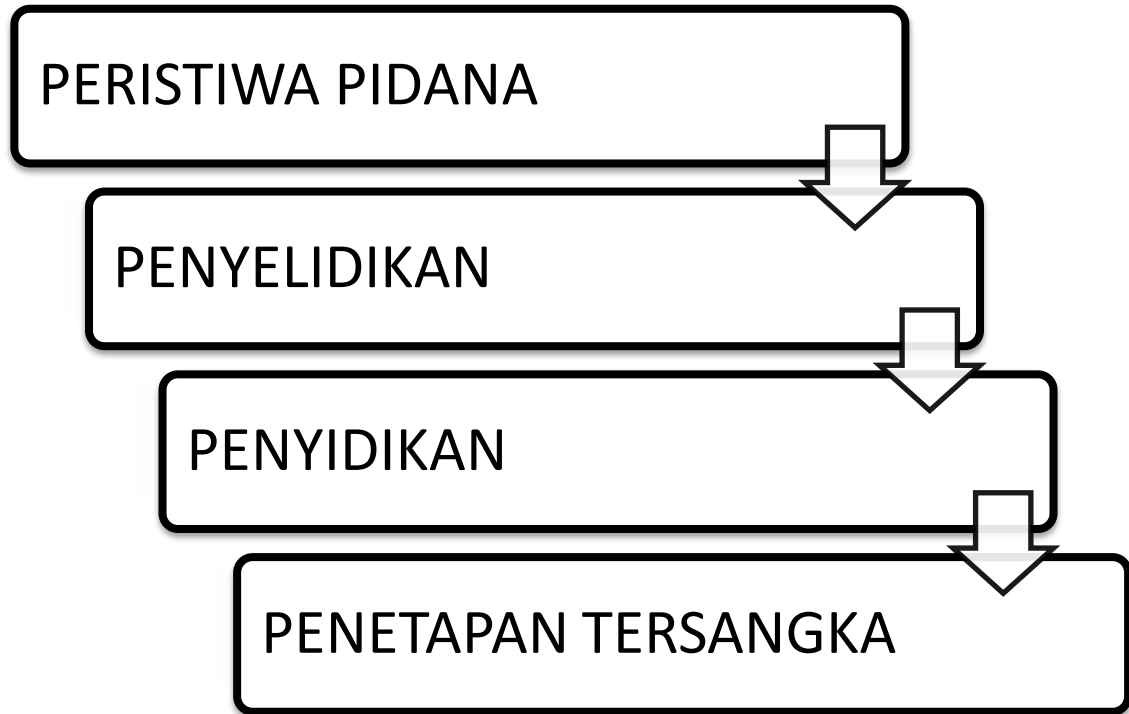 PERISTIWA PIDANA
PENYELIDIKAN
PENYIDIKAN
PENETAPAN TERSANGKA